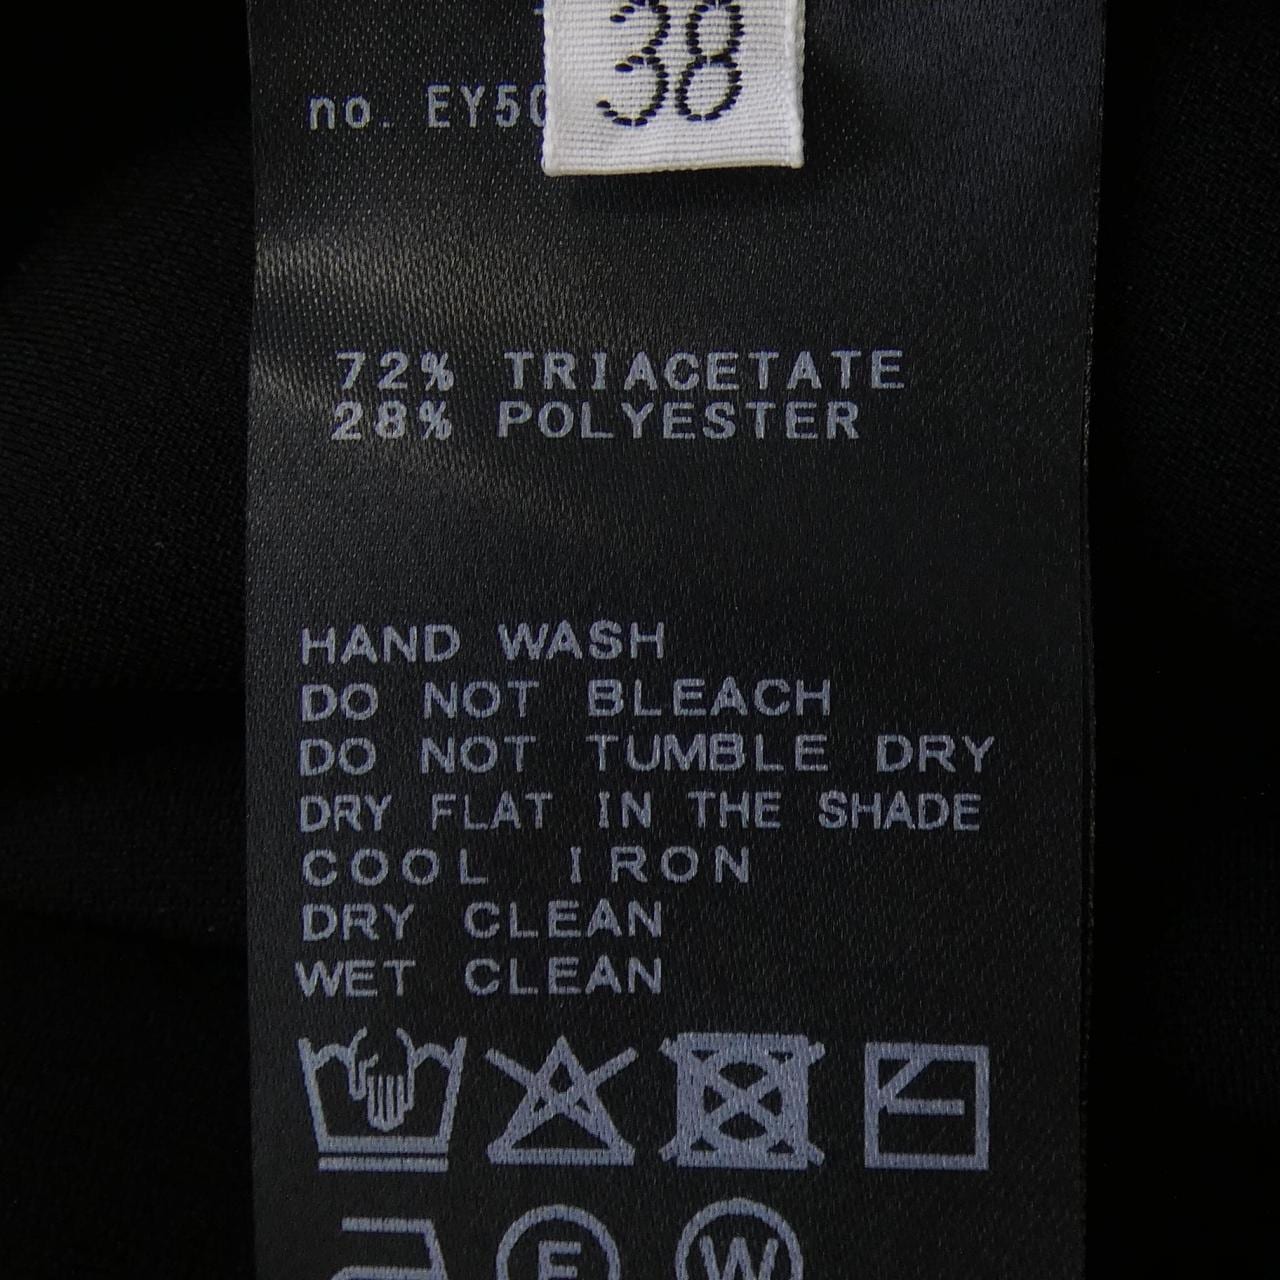 38
no. EY50
72% TRIACETATE
28% POLYESTER
HAND WASH
DO NOT BLEACH
DO NOT TUMBLE DRY
DRY FLAT IN THE SHADE
COOL IRON
DRY CLEAN
WET CLEAN
F W